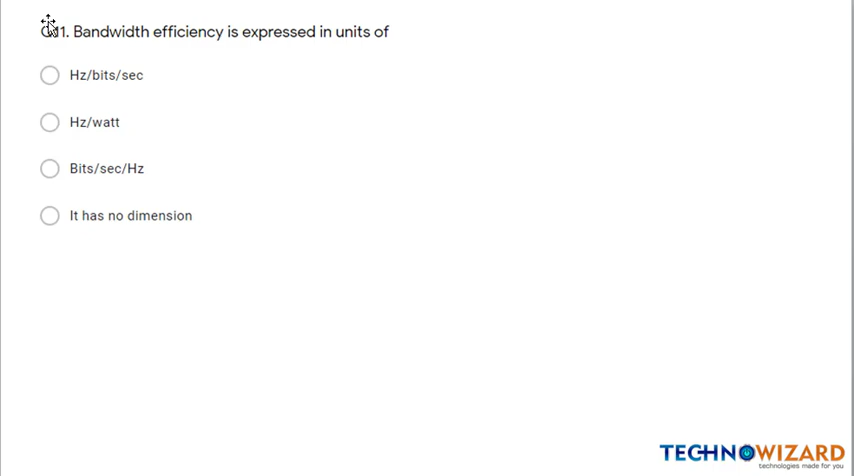 Q11. Bandwidth efficiency is expressed in units of
Hz/bits/sec
Hz/watt
Bits/sec/Hz
It has no dimension
TECHNOWIZARD
technologies made for you